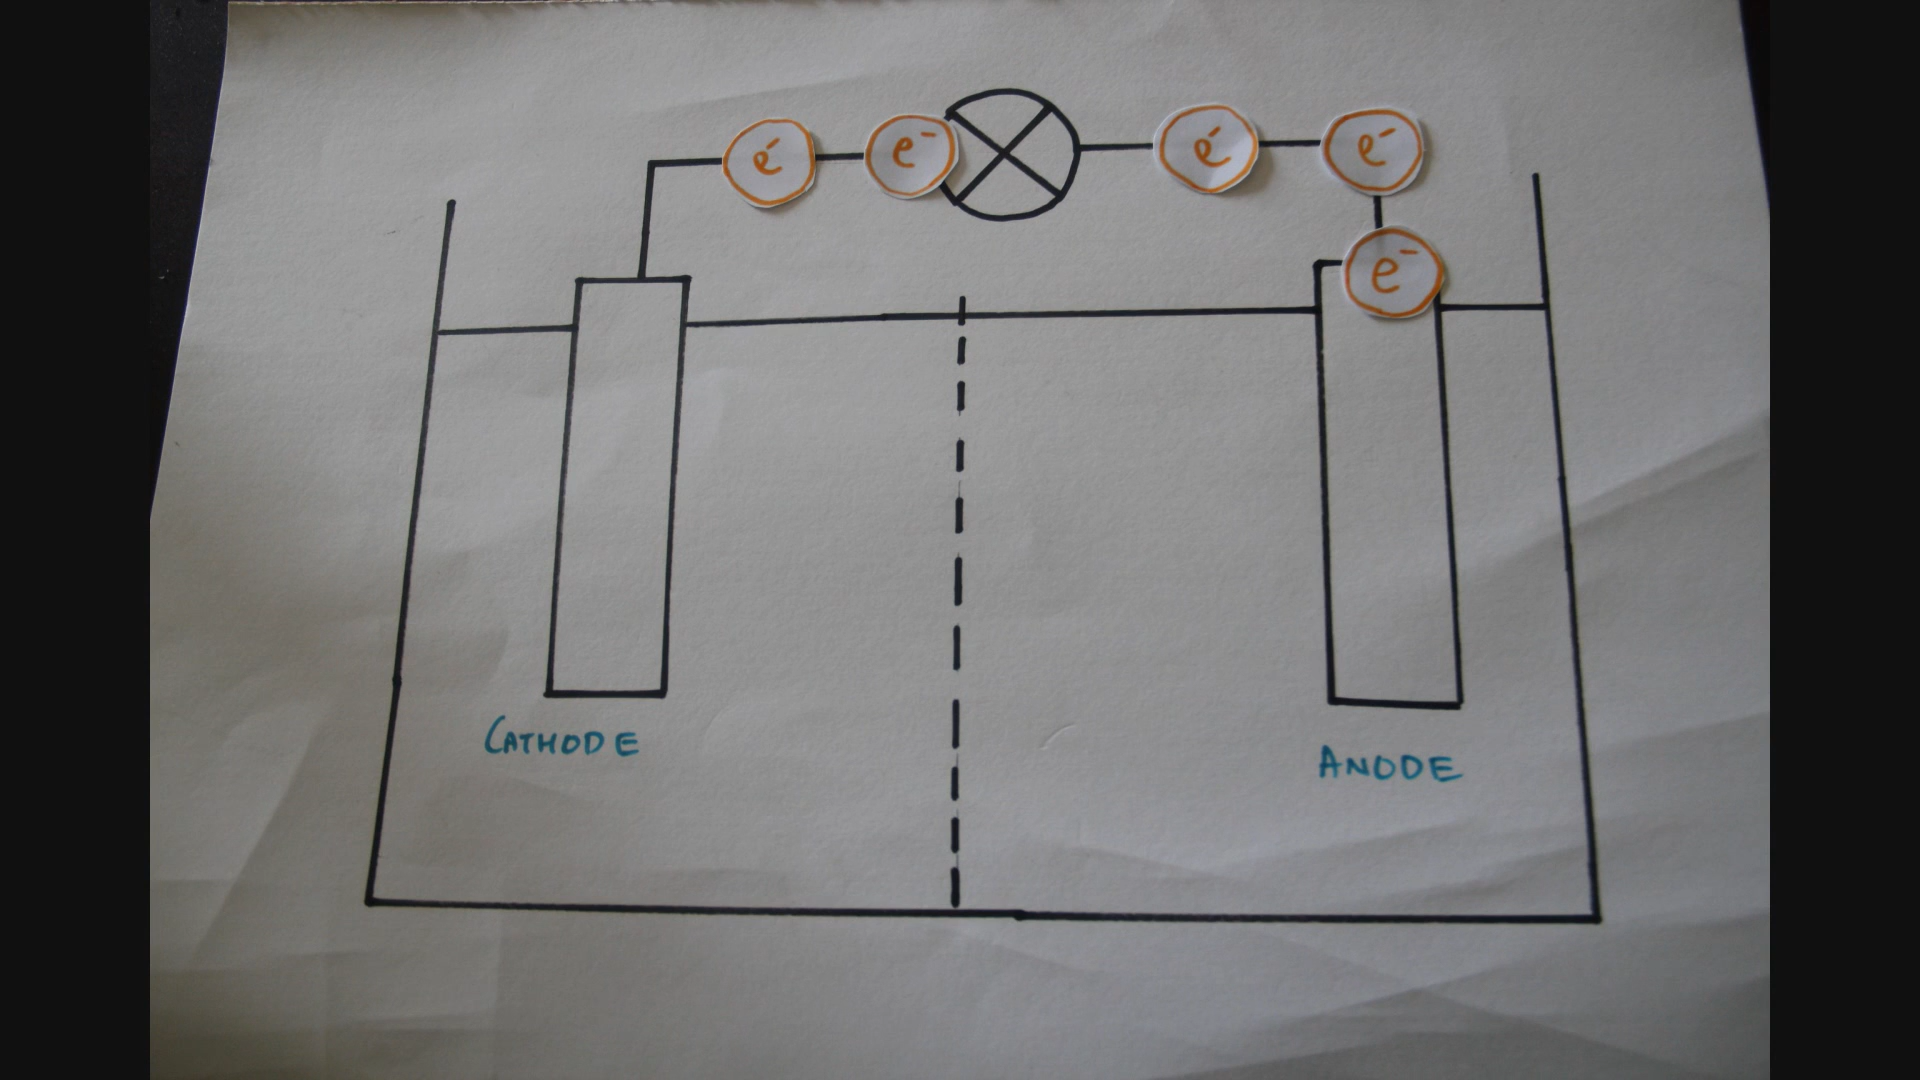 e⁻ e⁻ e⁻ e⁻
e⁻
CATHODE
ANODE